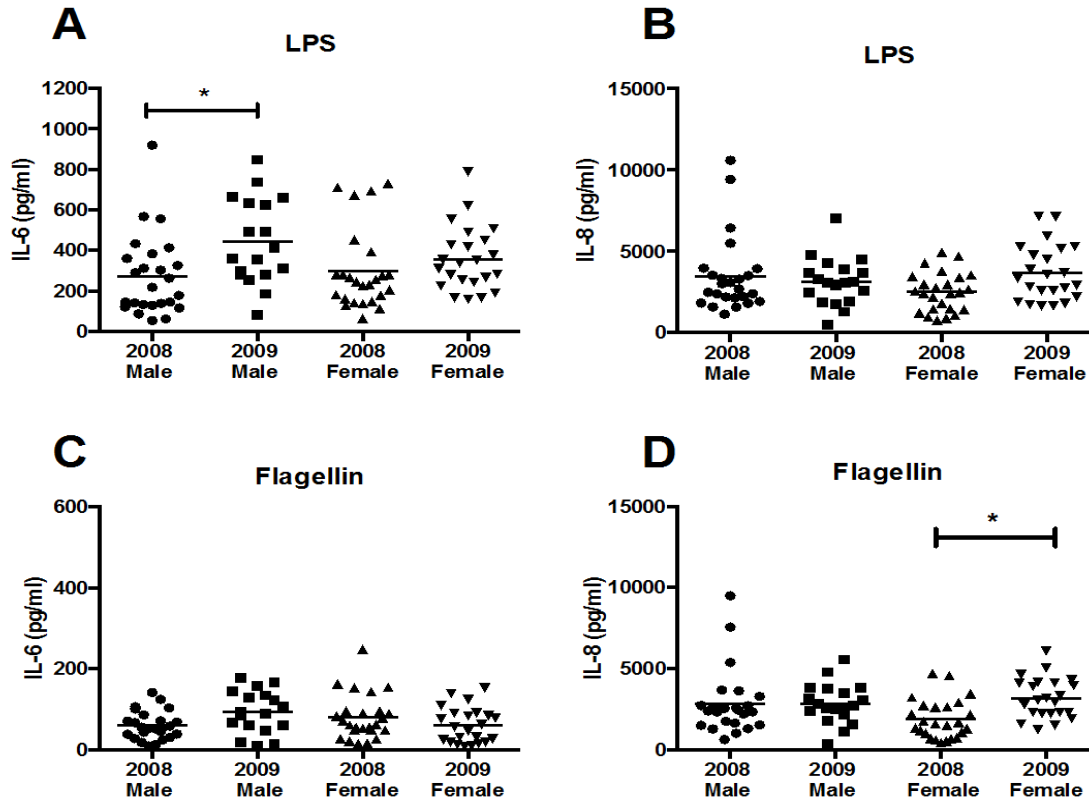 A
LPS
IL-6 (pg/ml)
1200
1000
800
600
400
200
0
*
2008 2009 2008 2009
Male Male Female Female
B
LPS
IL-8 (pg/ml)
15000
10000
5000
0
2008 2009 2008 2009
Male Male Female Female
C
Flagellin
IL-6 (pg/ml)
600
400
200
0
2008 2009 2008 2009
Male Male Female Female
D
Flagellin
IL-8 (pg/ml)
15000
10000
5000
0
*
2008 2009 2008 2009
Male Male Female Female